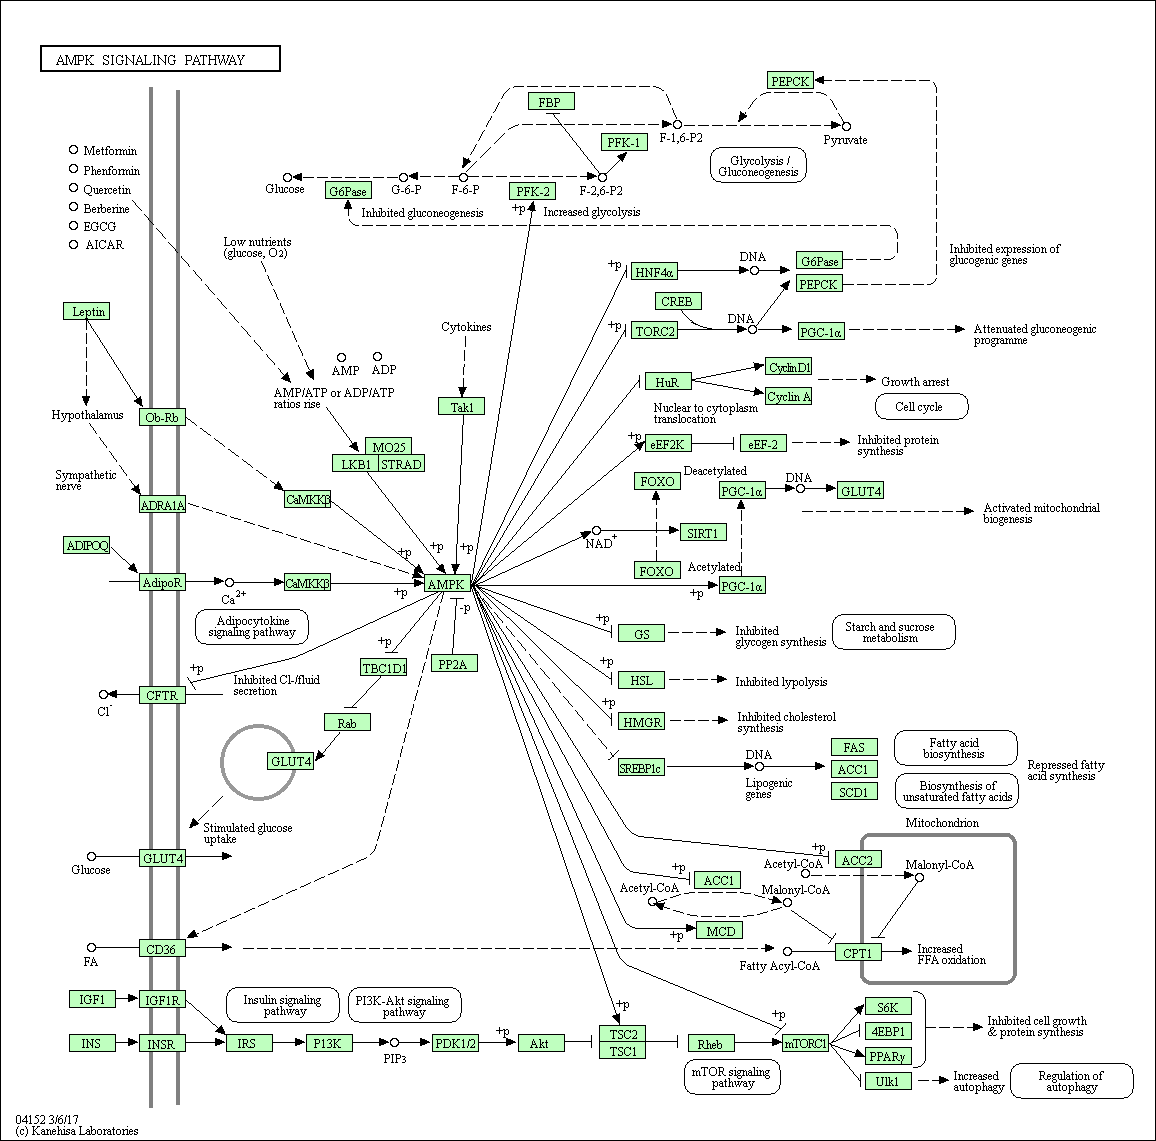 AMPK SIGNALING PATHWAY
PEPCK
FBP
F-1,6-P2
Pyruvate
PFK-1
Glycolysis /
Gluconeogenesis
Metformin
Phenformin
Quercetin
Berberine
EGCG
AICAR
Glucose
G6Pase
G-6-P
F-6-P
PFK-2
F-2,6-P2
+p
Inhibited gluconeogenesis
Increased glycolysis
Low nutrients
(glucose, O2)
Inhibited expression of
glucogenic genes
+p
HNF4α
DNA
G6Pase
PEPCK
CREB
+p
TORC2
DNA
PGC-1α
Attenuated gluconeogenic
programme
Leptin
Cytokines
AMP
ADP
AMP/ATP or ADP/ATP
ratios rise
HuR
CyclinD1
Cyclin A
Growth arrest
Cell cycle
Nuclear to cytoplasm
translocation
Hypothalamus
Ob-Rb
Tak1
MO25
LKB1
STRAD
+p
eEF2K
eEF-2
Inhibited protein
synthesis
Sympathetic
nerve
ADRA1A
CaMKKβ
FOXO
Deacetylated
PGC-1α
DNA
GLUT4
Activated mitochondrial
biogenesis
NAD+
SIRT1
ADIPOQ
+p
+p
+p
FOXO
Acetylated
AdipoR
Ca2+
CaMKKβ
+p
AMPK
-p
+p
PGC-1α
Adipocytokine
signaling pathway
+p
GS
Inhibited
glycogen synthesis
Starch and sucrose
metabolism
+p
+p
TBC1D1
PP2A
+p
HSL
Inhibited lypolysis
Cl-
CFTR
Inhibited Cl-/fluid
secretion
+p
HMGR
Inhibited cholesterol
synthesis
Rab
GLUT4
SREBP1c
DNA
Lipogenic
genes
FAS
ACC1
SCD1
Fatty acid
biosynthesis
Biosynthesis of
unsaturated fatty acids
Repressed fatty
acid synthesis
Stimulated glucose
uptake
Mitochondrion
Glucose
GLUT4
+p
ACC2
Acetyl-CoA
Malonyl-CoA
+p
ACC1
Acetyl-CoA
Malonyl-CoA
+p
MCD
FA
CD36
Fatty Acyl-CoA
CPT1
Increased
FFA oxidation
IGF1
IGF1R
Insulin signaling
pathway
PI3K-Akt signaling
pathway
+p
+p
S6K
4EBP1
PPARγ
Inhibited cell growth
& protein synthesis
INS
INSR
IRS
P13K
PIP3
PDK1/2
+p
Akt
TSC2
TSC1
Rheb
mTORC1
mTOR signaling
pathway
Ulk1
Increased
autophagy
Regulation of
autophagy
04152 3/6/17
(c) Kanehisa Laboratories